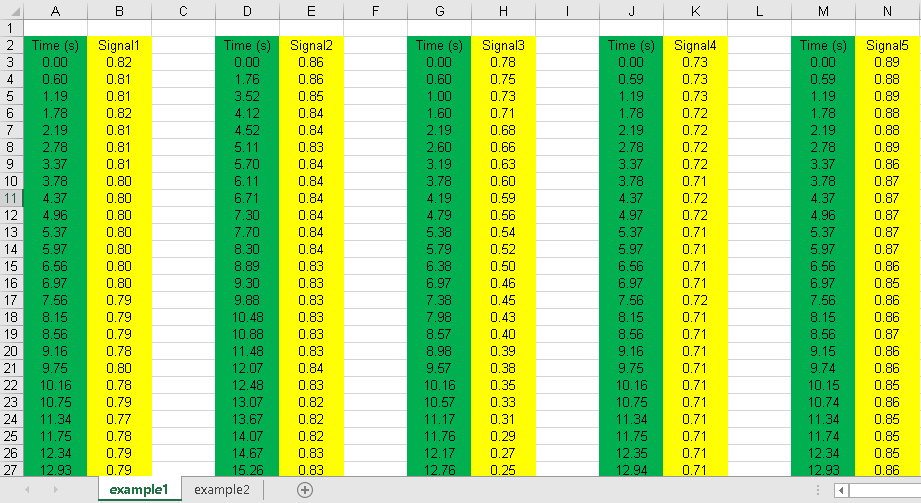 A B C D E F G H I J K L M N
1
2 Time (s) Signal1 Time (s) Signal2 Time (s) Signal3 Time (s) Signal4 Time (s) Signal5
3 0.00 0.82 0.00 0.86 0.00 0.78 0.00 0.73 0.00 0.89
4 0.60 0.81 1.76 0.86 0.60 0.75 0.59 0.73 0.59 0.88
5 1.19 0.81 3.52 0.85 1.00 0.73 1.19 0.73 1.19 0.89
6 1.78 0.82 4.12 0.84 1.60 0.71 1.78 0.72 1.78 0.88
7 2.19 0.81 4.52 0.84 2.19 0.68 2.19 0.72 2.19 0.88
8 2.78 0.81 5.11 0.83 2.60 0.66 2.78 0.72 2.78 0.89
9 3.37 0.81 5.70 0.84 3.19 0.63 3.37 0.72 3.37 0.86
10 3.78 0.80 6.11 0.84 3.78 0.60 3.78 0.71 3.78 0.87
11 4.37 0.80 6.71 0.84 4.19 0.59 4.37 0.72 4.37 0.87
12 4.96 0.80 7.30 0.84 4.79 0.56 4.97 0.72 4.96 0.87
13 5.37 0.80 7.70 0.84 5.38 0.54 5.37 0.71 5.37 0.87
14 5.97 0.80 8.30 0.84 5.79 0.52 5.97 0.71 5.97 0.87
15 6.56 0.80 8.89 0.83 6.38 0.50 6.56 0.71 6.56 0.86
16 6.97 0.80 9.30 0.83 6.97 0.46 6.97 0.71 6.97 0.85
17 7.56 0.79 9.88 0.83 7.38 0.45 7.56 0.72 7.56 0.86
18 8.15 0.79 10.48 0.83 7.98 0.43 8.15 0.71 8.15 0.86
19 8.56 0.79 10.88 0.83 8.57 0.40 8.56 0.71 8.56 0.87
20 9.16 0.78 11.48 0.83 8.98 0.39 9.16 0.71 9.15 0.86
21 9.75 0.80 12.07 0.84 9.57 0.38 9.75 0.71 9.74 0.86
22 10.16 0.78 12.48 0.83 10.16 0.35 10.16 0.71 10.15 0.85
23 10.75 0.79 13.07 0.82 10.57 0.33 10.75 0.71 10.74 0.86
24 11.34 0.77 13.67 0.82 11.17 0.31 11.34 0.71 11.34 0.85
25 11.75 0.78 14.07 0.82 11.76 0.29 11.75 0.71 11.74 0.85
26 12.34 0.79 14.67 0.83 12.17 0.27 12.35 0.71 12.34 0.85
27 12.93 0.79 15.26 0.83 12.76 0.25 12.94 0.71 12.93 0.86
example1 example2